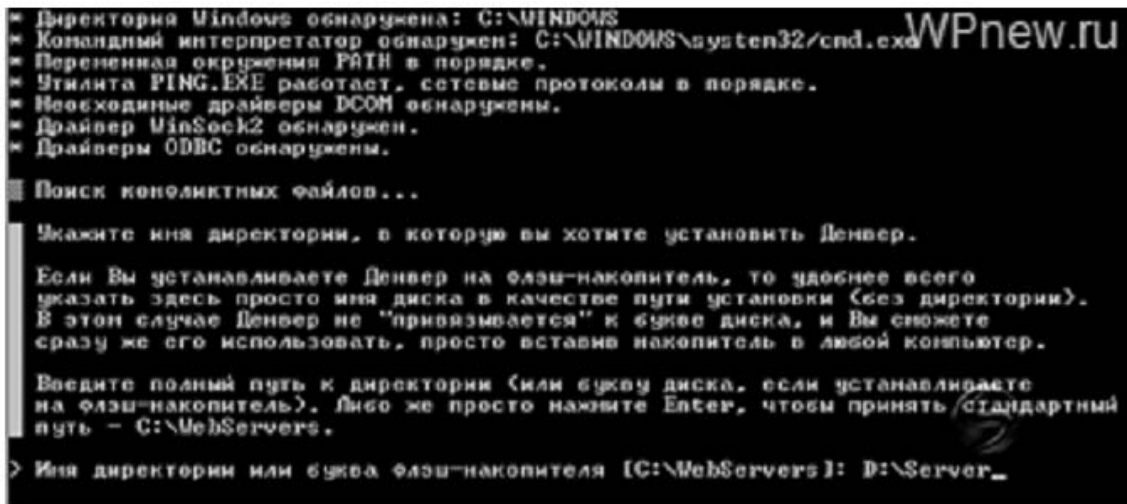 * Директория Windows обнаружена: C:\WINDOWS
* Командный интерпретатор обнаружен: C:\WINDOWS\system32/cmd.exe
WPnew.ru
* Переменная окружения PATH в порядке.
* Утилита PING.EXE работает, сетевые протоколы в порядке.
* Необходимые драйверы DCOM обнаружены.
* Драйвер WinSock2 обнаружен.
* Драйверы ODBC обнаружены.
Поиск конфликтных файлов...
Укажите имя директории, в которую вы хотите установить Денвер.
Если Вы устанавливаете Денвер на флэш-накопитель, то удобнее всего
указать здесь просто имя диска в качестве пути установки (без директории).
В этом случае Денвер не "привязывается" к букве диска, и Вы сможете
сразу же его использовать, просто вставив накопитель в любой компьютер.
Введите полный путь к директории (или букву диска, если устанавливаете
на флэш-накопитель). Либо же просто нажмите Enter, чтобы принять стандартный
путь - C:\WebServers.
> Имя директории или буква флэш-накопителя [C:\WebServers]: D:\Server_